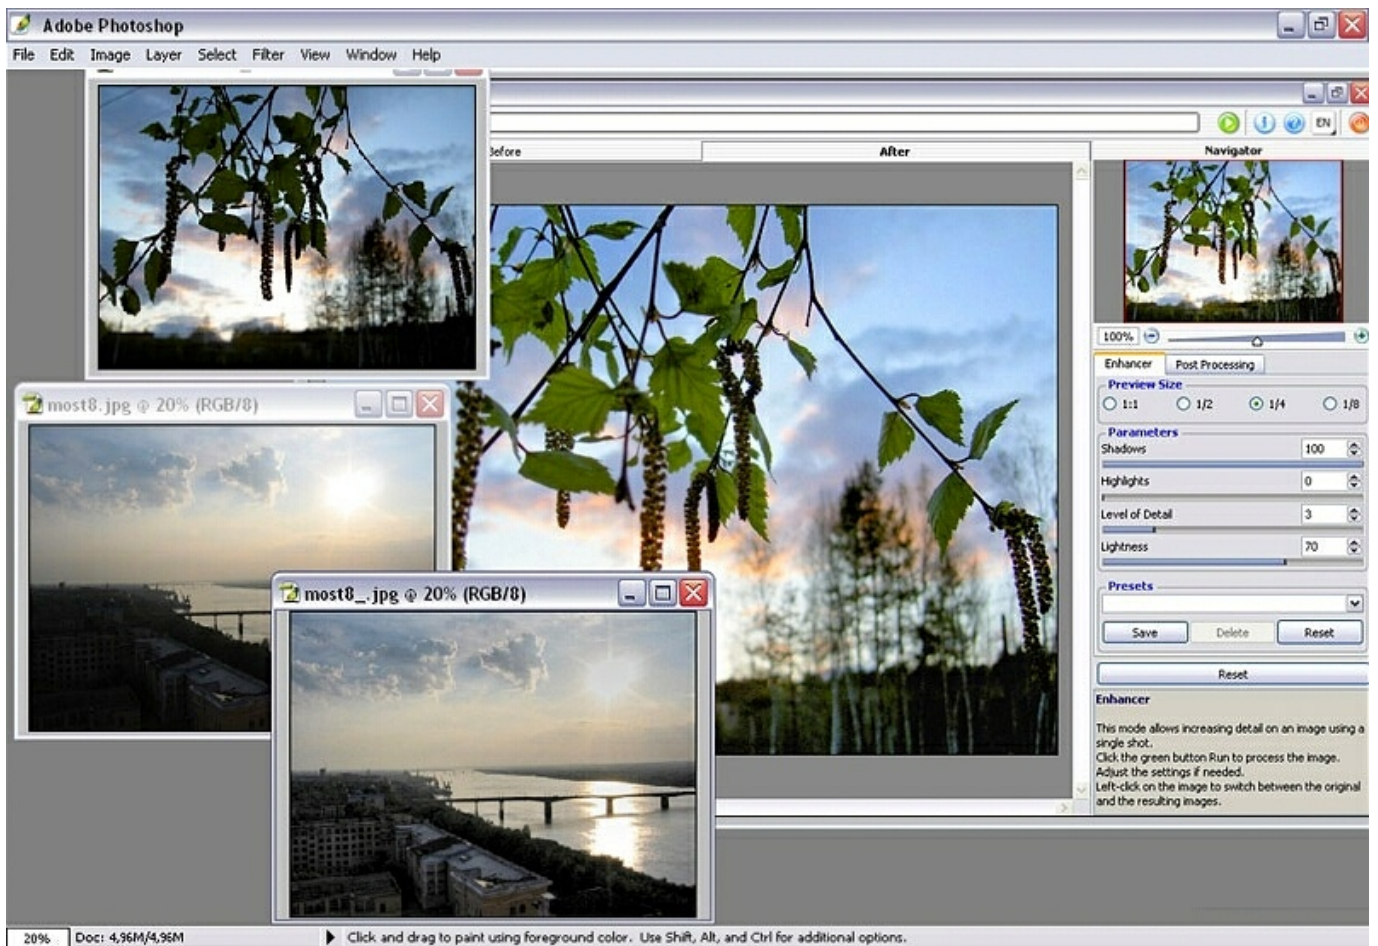 Adobe Photoshop
File Edit Image Layer Select Filter View Window Help
EN
Before
After
Navigator
100%
Enhancer Post Processing
Preview Size
1:1 1/2 1/4 1/8
Parameters
Shadows 100
Highlights 0
Level of Detail 3
Lightness 70
Presets
Save Delete Reset
Reset
Enhancer
This mode allows increasing detail on an image using a
single shot.
Click the green button Run to process the image.
Adjust the settings if needed.
Left-click on the image to switch between the original
and the resulting images.
most8.jpg @ 20% (RGB/8)
most8_.jpg @ 20% (RGB/8)
20% Doc: 4,96M/4,96M Click and drag to paint using foreground color. Use Shift, Alt, and Ctrl for additional options.